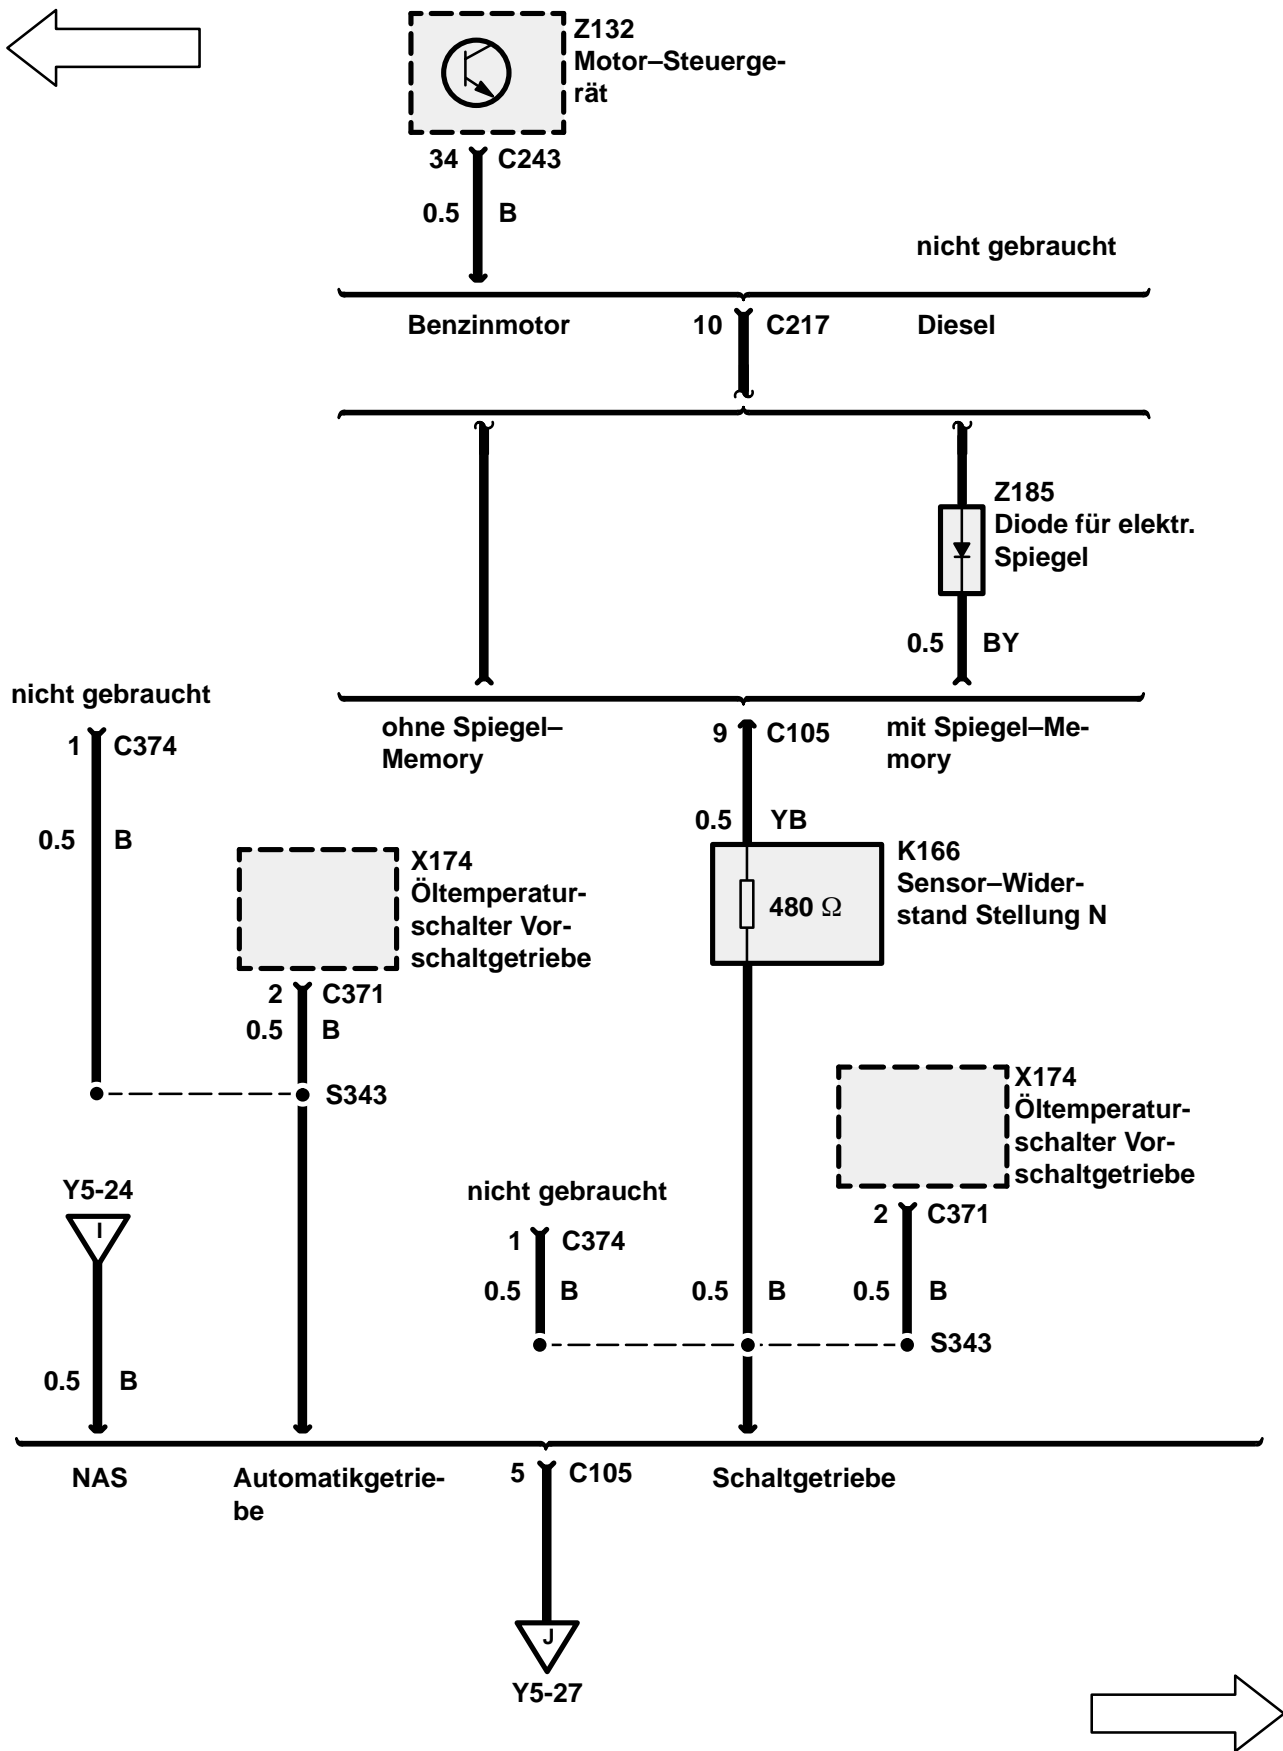 Z132
Motor–Steuerge-
rät
34 C243
0.5 B
nicht gebraucht
Benzinmotor
10 C217
Diesel
Z185
Diode für elektr.
Spiegel
0.5 BY
nicht gebraucht
1 C374
ohne Spiegel–
Memory
9 C105
mit Spiegel–Me-
mory
0.5 YB
0.5 B
X174
Öltemperatur-
schalter Vor-
schaltgetriebe
K166
Sensor–Wider-
stand Stellung N
480 Ω
2 C371
0.5 B
S343
X174
Öltemperatur-
schalter Vor-
schaltgetriebe
Y5-24
I
nicht gebraucht
2 C371
1 C374
0.5 B
0.5 B
0.5 B
S343
0.5 B
NAS
Automatikgetrie-
be
5 C105
Schaltgetriebe
J
Y5-27